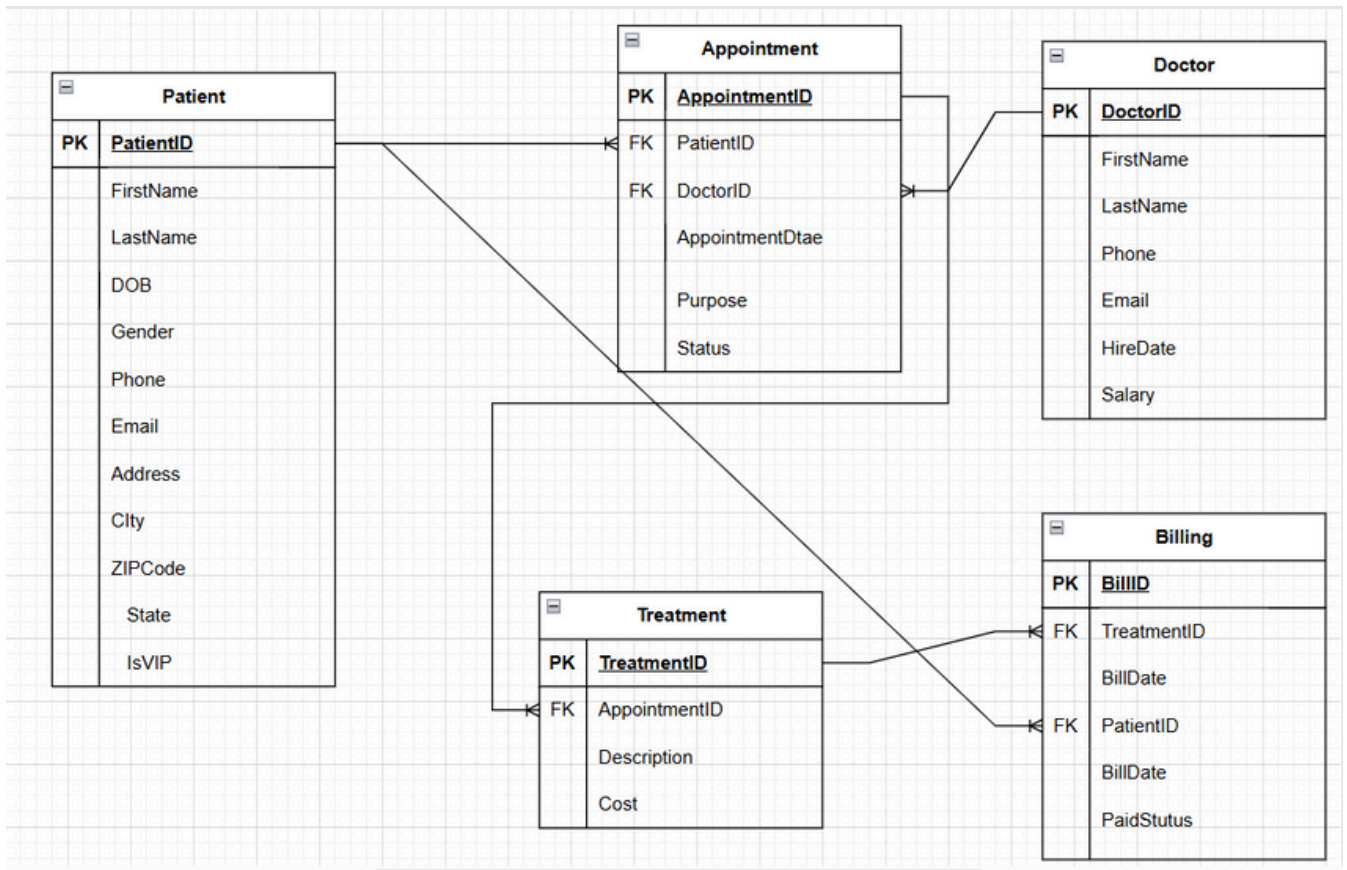 Patient
PK PatientID
FirstName
LastName
DOB
Gender
Phone
Email
Address
CIty
ZIPCode
State
IsVIP
Appointment
PK AppointmentID
FK PatientID
FK DoctorID
AppointmentDtae
Purpose
Status
Doctor
PK DoctorID
FirstName
LastName
Phone
Email
HireDate
Salary
Treatment
PK TreatmentID
FK AppointmentID
Description
Cost
Billing
PK BillID
FK TreatmentID
BillDate
FK PatientID
BillDate
PaidStutus